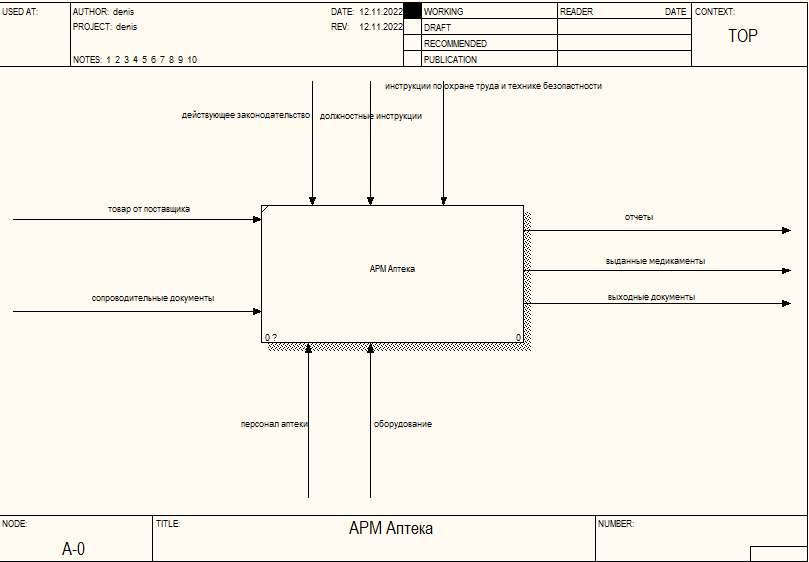 USED AT:
AUTHOR: denis
DATE: 12.11.2022
WORKING
READER
DATE
CONTEXT:
PROJECT: denis
REV: 12.11.2022
DRAFT
TOP
RECOMMENDED
NOTES: 1 2 3 4 5 6 7 8 9 10
PUBLICATION
инструкции по охране труда и технике безопастности
действующее законодательство
должностные инструкции
товар от поставщика
отчеты
выданные медикаменты
АРМ Аптека
сопроводительные документы
выходные документы
0 ?
0
персонал аптеки
оборудование
NODE:
TITLE:
NUMBER:
АРМ Аптека
A-0